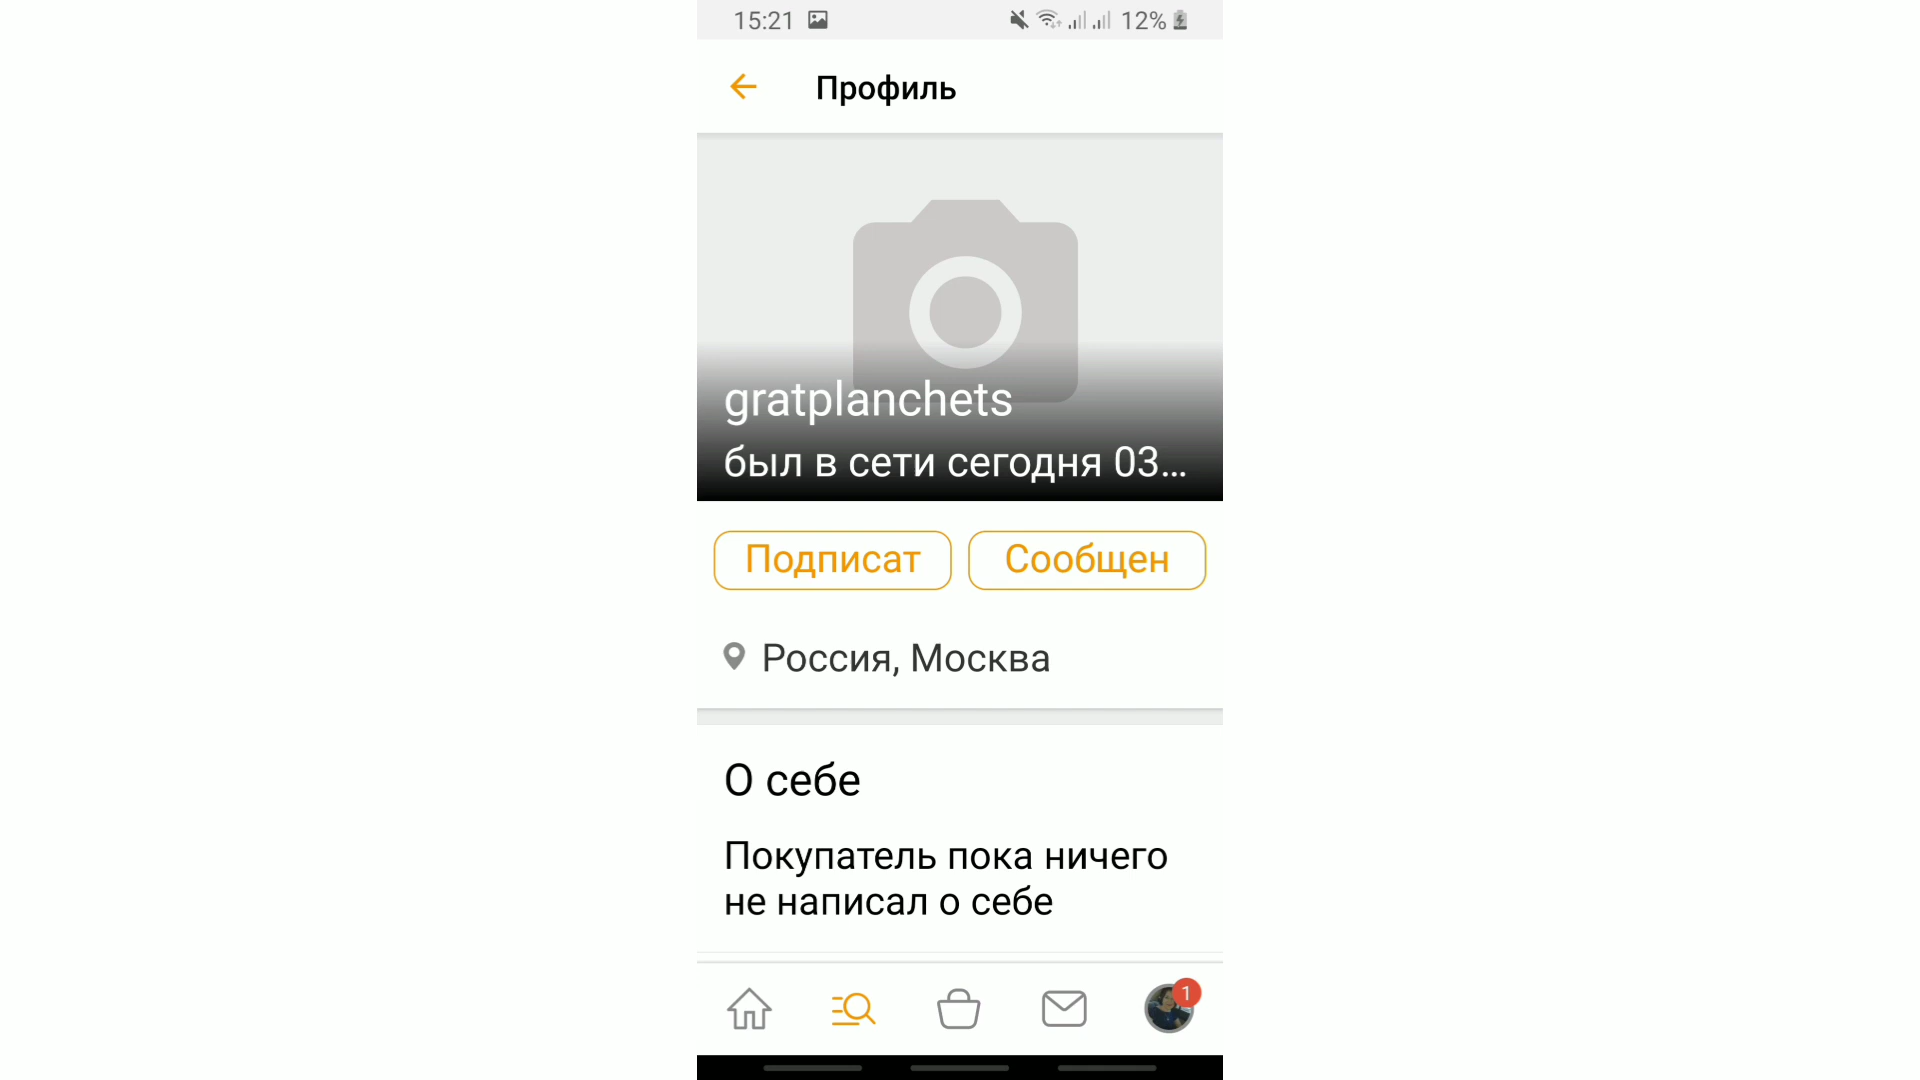 15:21
12%
Профиль
gratplanchets
был в сети сегодня 03...
Подписат
Сообщен
Россия, Москва
О себе
Покупатель пока ничего
не написал о себе
1